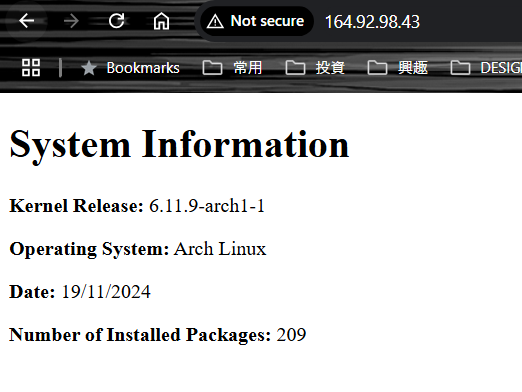 Not secure 164.92.98.43
Bookmarks 常用 投資 興趣 DESIG
System Information
Kernel Release: 6.11.9-arch1-1
Operating System: Arch Linux
Date: 19/11/2024
Number of Installed Packages: 209